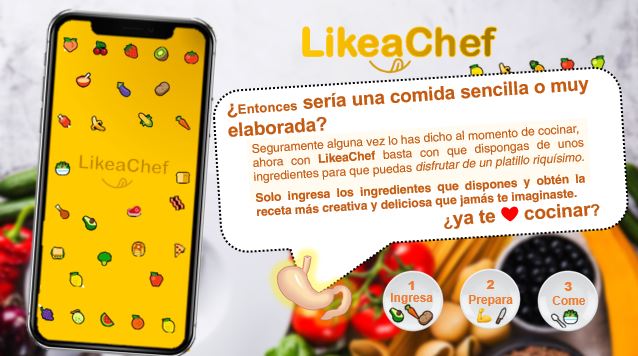 LikeaChef
LikeaChef
¿Entonces sería una comida sencilla o muy
elaborada?
Seguramente alguna vez lo has dicho al momento de cocinar,
ahora con LikeaChef basta con que dispongas de unos
ingredientes para que puedas disfrutar de un platillo riquísimo.
Solo ingresa los ingredientes que dispones y obtén la
receta más creativa y deliciosa que jamás te imaginaste.
¿ya te ❤ cocinar?
1
Ingresa
2
Prepara
3
Come